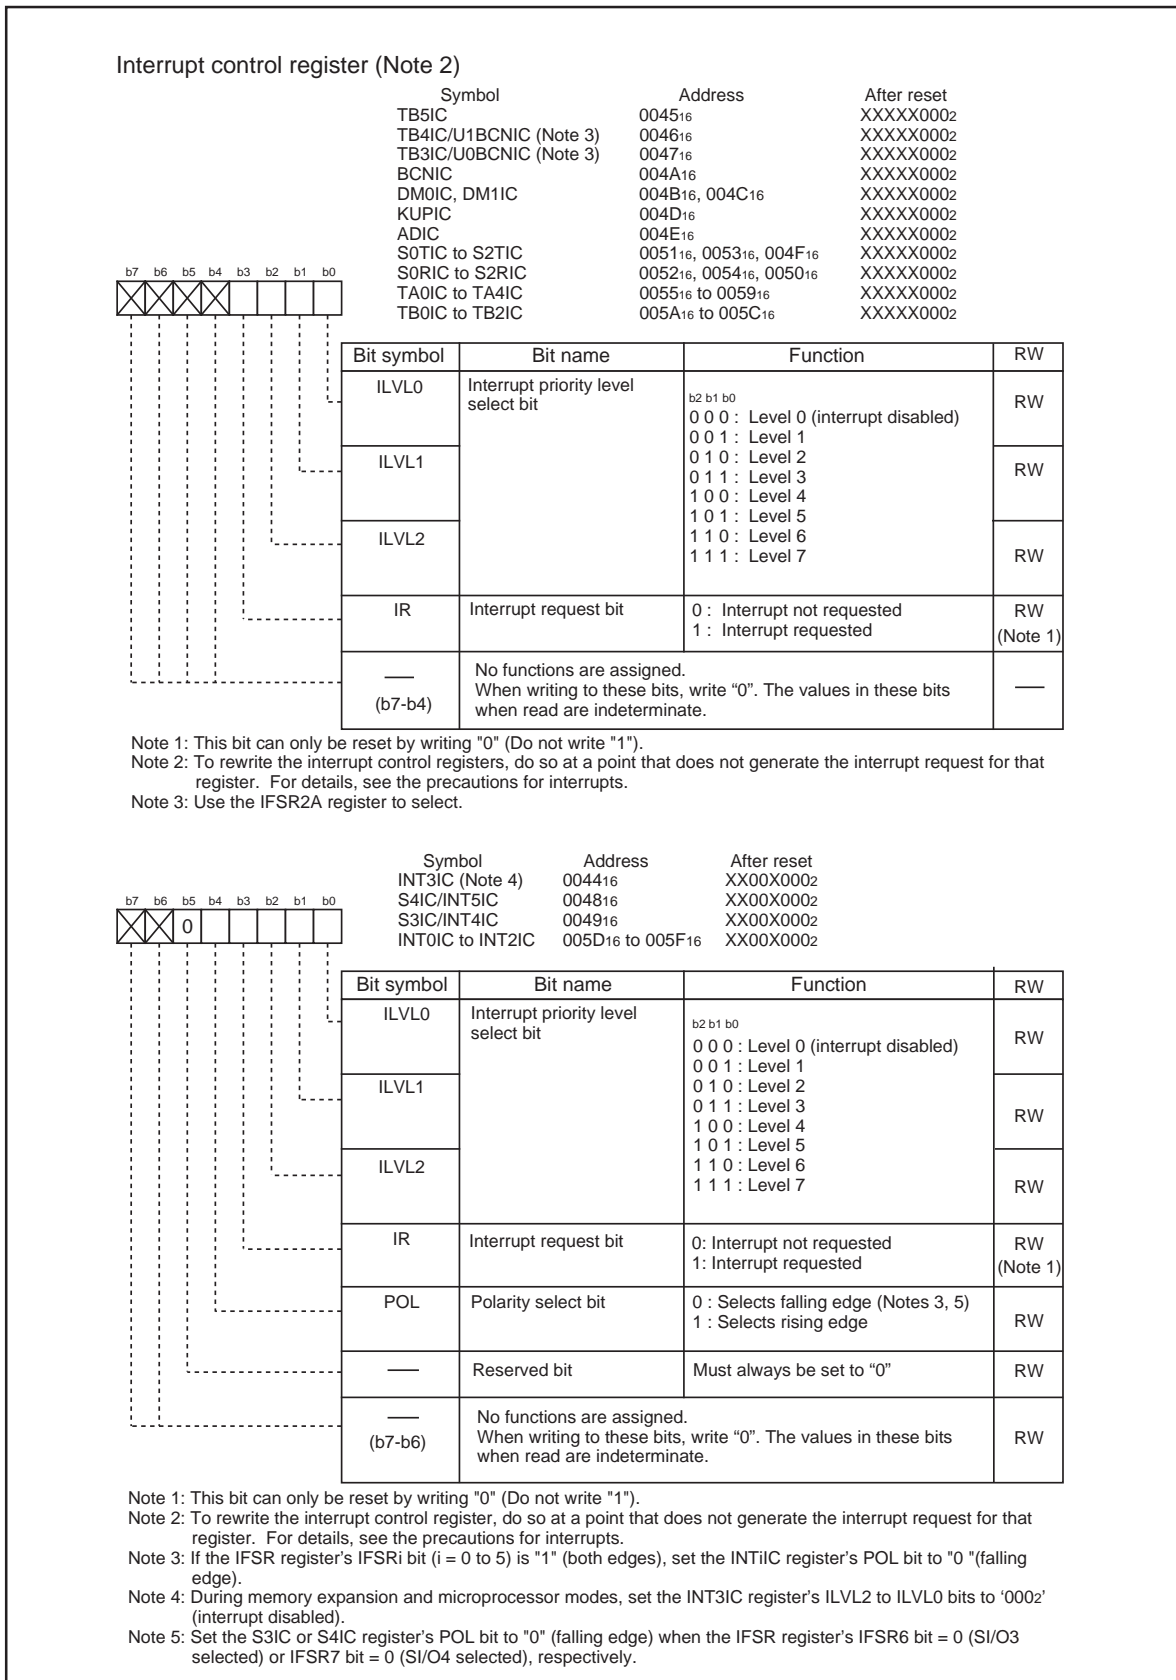 Interrupt control register (Note 2)
Symbol Address After reset
TB5IC 004516 XXXXX0002
TB4IC/U1BCNIC (Note 3) 004616 XXXXX0002
TB3IC/U0BCNIC (Note 3) 004716 XXXXX0002
BCNIC 004A16 XXXXX0002
DM0IC, DM1IC 004B16, 004C16 XXXXX0002
KUPIC 004D16 XXXXX0002
ADIC 004E16 XXXXX0002
S0TIC to S2TIC 005116, 005316, 004F16 XXXXX0002
S0RIC to S2RIC 005216, 005416, 005016 XXXXX0002
TA0IC to TA4IC 005516 to 005916 XXXXX0002
TB0IC to TB2IC 005A16 to 005C16 XXXXX0002
b7 b6 b5 b4 b3 b2 b1 b0
Bit symbol Bit name Function RW
ILVL0 Interrupt priority level
select bit
b2 b1 b0
RW
0 0 0 : Level 0 (interrupt disabled)
0 0 1 : Level 1
ILVL1 0 1 0 : Level 2
0 1 1 : Level 3 RW
1 0 0 : Level 4
1 0 1 : Level 5
ILVL2 1 1 0 : Level 6
1 1 1 : Level 7 RW
IR Interrupt request bit 0 : Interrupt not requested RW
1 : Interrupt requested (Note 1)
—
(b7-b4)
No functions are assigned.
When writing to these bits, write “0”. The values in these bits
when read are indeterminate.
—
Note 1: This bit can only be reset by writing "0" (Do not write "1").
Note 2: To rewrite the interrupt control registers, do so at a point that does not generate the interrupt request for that
register. For details, see the precautions for interrupts.
Note 3: Use the IFSR2A register to select.
Symbol Address After reset
INT3IC (Note 4) 004416 XX00X0002
S4IC/INT5IC 004816 XX00X0002
S3IC/INT4IC 004916 XX00X0002
INT0IC to INT2IC 005D16 to 005F16 XX00X0002
b7 b6 b5 b4 b3 b2 b1 b0
0
Bit symbol Bit name Function RW
ILVL0 Interrupt priority level
select bit
b2 b1 b0
0 0 0 : Level 0 (interrupt disabled) RW
0 0 1 : Level 1
ILVL1 0 1 0 : Level 2
0 1 1 : Level 3
1 0 0 : Level 4 RW
1 0 1 : Level 5
ILVL2 1 1 0 : Level 6
1 1 1 : Level 7 RW
IR Interrupt request bit 0: Interrupt not requested RW
1: Interrupt requested (Note 1)
POL Polarity select bit 0 : Selects falling edge (Notes 3, 5)
1 : Selects rising edge RW
— Reserved bit Must always be set to “0” RW
—
(b7-b6)
No functions are assigned.
When writing to these bits, write “0”. The values in these bits
when read are indeterminate.
RW
Note 1: This bit can only be reset by writing "0" (Do not write "1").
Note 2: To rewrite the interrupt control register, do so at a point that does not generate the interrupt request for that
register. For details, see the precautions for interrupts.
Note 3: If the IFSR register's IFSRi bit (i = 0 to 5) is "1" (both edges), set the INTiIC register's POL bit to "0 "(falling
edge).
Note 4: During memory expansion and microprocessor modes, set the INT3IC register’s ILVL2 to ILVL0 bits to ‘0002’
(interrupt disabled).
Note 5: Set the S3IC or S4IC register's POL bit to "0" (falling edge) when the IFSR register's IFSR6 bit = 0 (SI/O3
selected) or IFSR7 bit = 0 (SI/O4 selected), respectively.